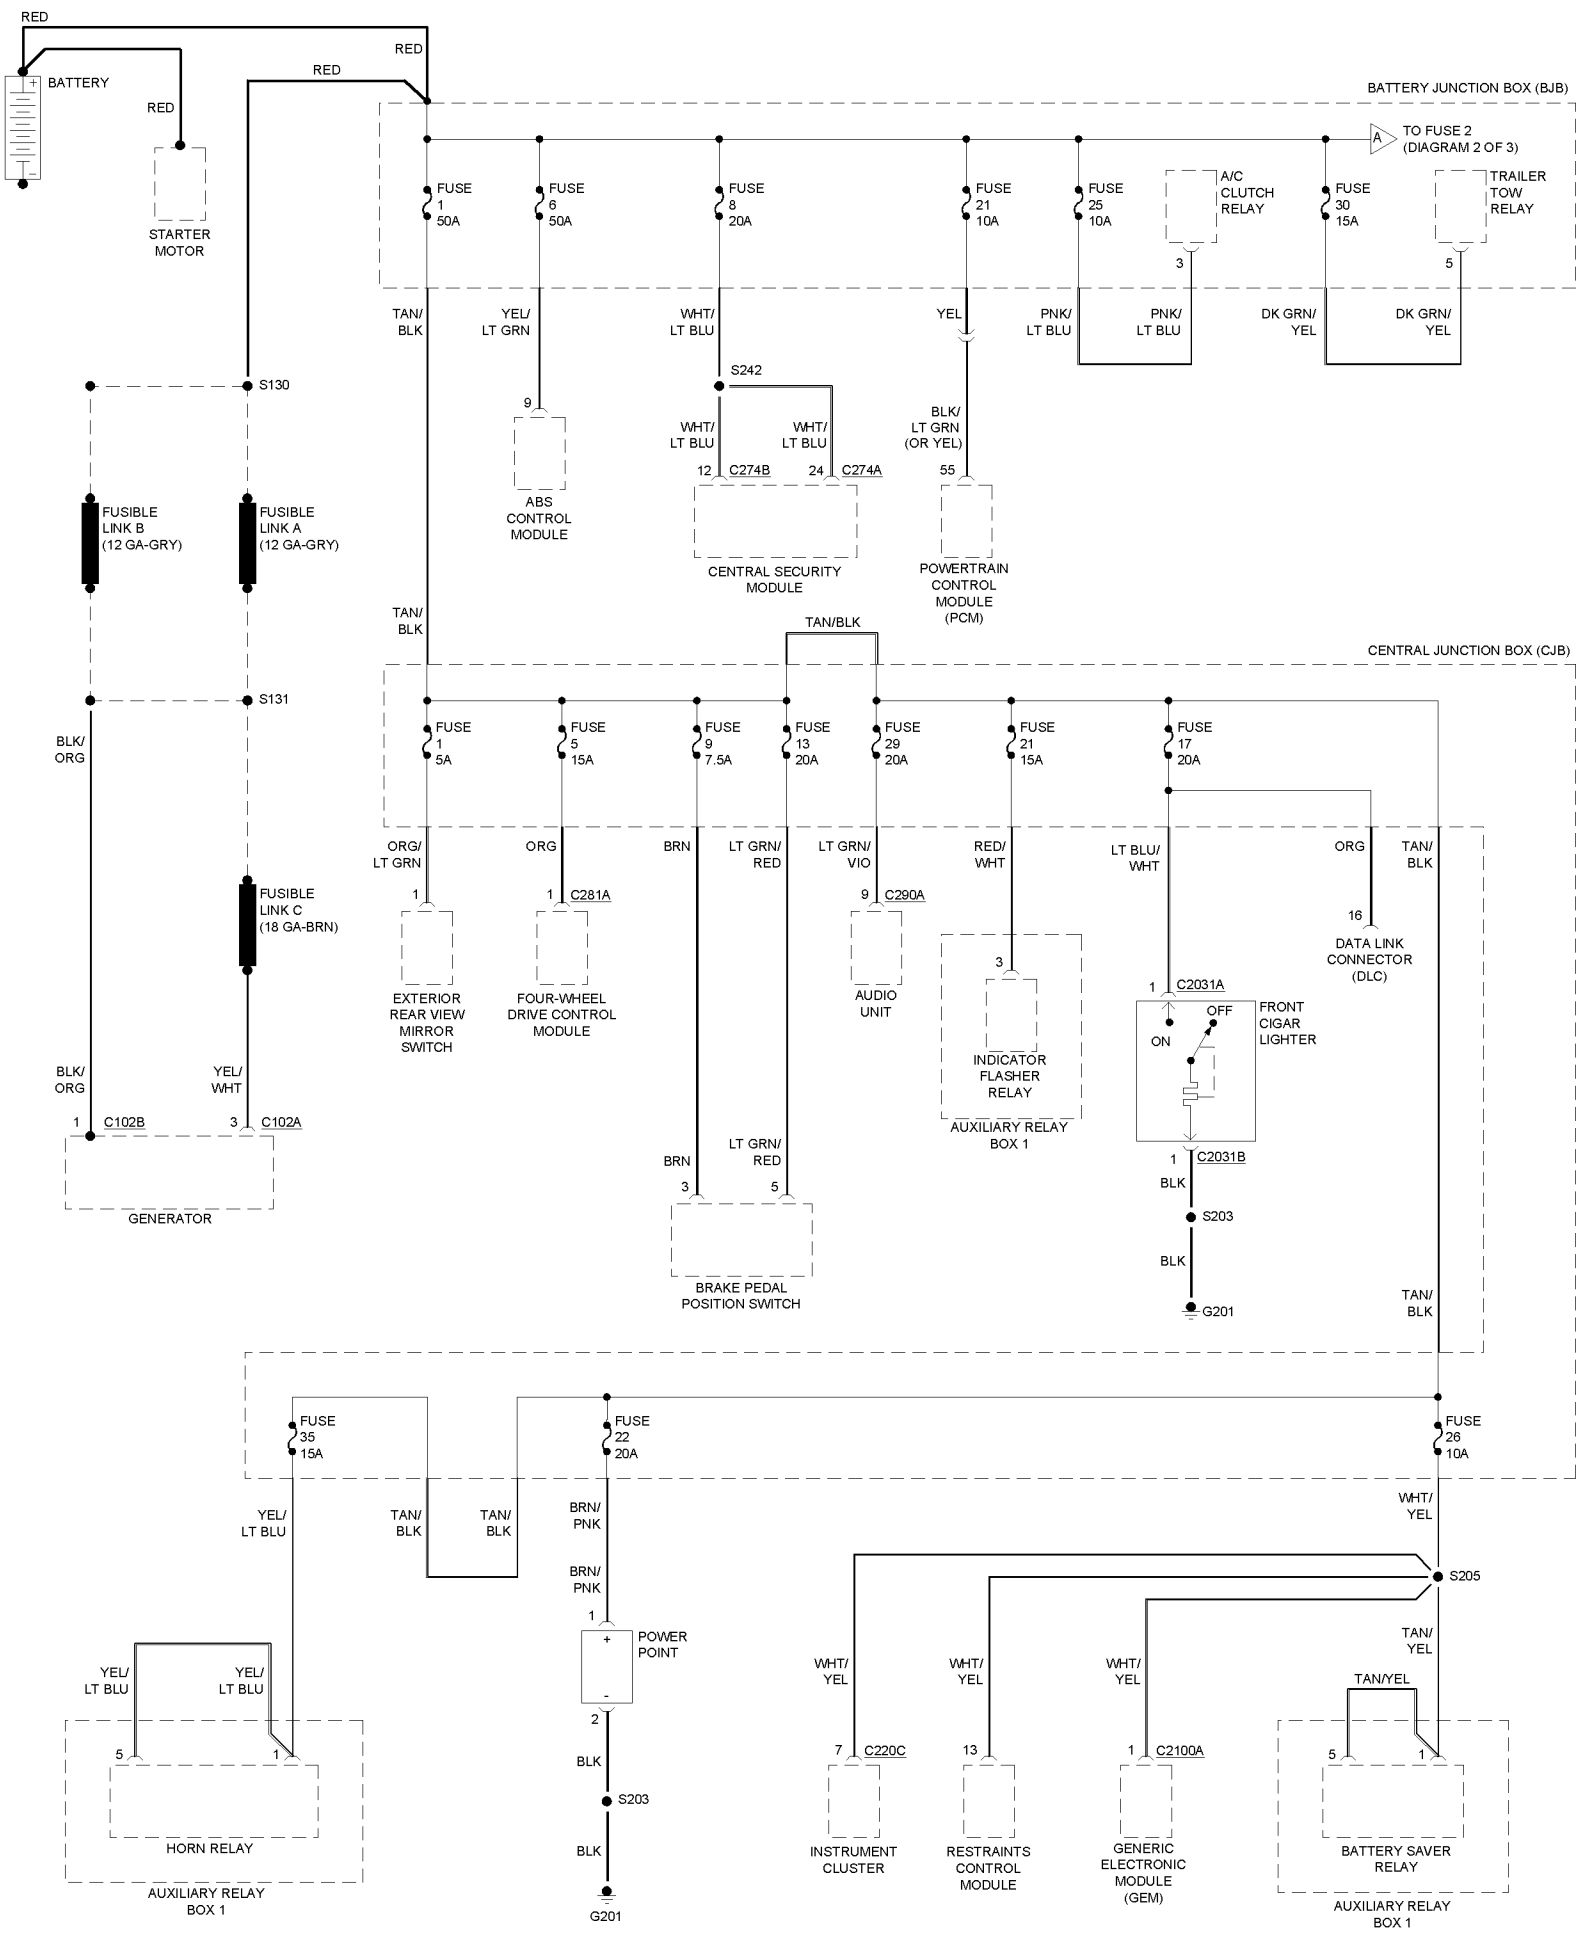 RED
RED
RED
RED
+
BATTERY
-
STARTER
MOTOR
BATTERY JUNCTION BOX (BJB)
A
TO FUSE 2
(DIAGRAM 2 OF 3)
FUSE
1
50A
FUSE
6
50A
FUSE
8
20A
FUSE
21
10A
FUSE
25
10A
A/C
CLUTCH
RELAY
3
FUSE
30
15A
TRAILER
TOW
RELAY
5
TAN/
BLK
YEL/
LT GRN
WHT/
LT BLU
YEL
PNK/
LT BLU
PNK/
LT BLU
DK GRN/
YEL
DK GRN/
YEL
S130
S242
9
WHT/
LT BLU
WHT/
LT BLU
BLK/
LT GRN
(OR YEL)
12
C274B
24
C274A
55
FUSIBLE
LINK B
(12 GA-GRY)
FUSIBLE
LINK A
(12 GA-GRY)
ABS
CONTROL
MODULE
CENTRAL SECURITY
MODULE
POWERTRAIN
CONTROL
MODULE
(PCM)
TAN/
BLK
TAN/BLK
CENTRAL JUNCTION BOX (CJB)
S131
BLK/
ORG
FUSE
1
5A
FUSE
5
15A
FUSE
9
7.5A
FUSE
13
20A
FUSE
29
20A
FUSE
21
15A
FUSE
17
20A
ORG/
LT GRN
ORG
BRN
LT GRN/
RED
LT GRN/
VIO
RED/
WHT
LT BLU/
WHT
ORG
TAN/
BLK
FUSIBLE
LINK C
(18 GA-BRN)
1
1
C281A
9
C290A
16
DATA LINK
CONNECTOR
(DLC)
3
EXTERIOR
REAR VIEW
MIRROR
SWITCH
FOUR-WHEEL
DRIVE CONTROL
MODULE
AUDIO
UNIT
INDICATOR
FLASHER
RELAY
AUXILIARY RELAY
BOX 1
1
C2031A
OFF
ON
FRONT
CIGAR
LIGHTER
1
C2031B
BLK
S203
BLK
G201
BLK/
ORG
YEL/
WHT
1
C102B
3
C102A
GENERATOR
BRN
LT GRN/
RED
3
5
BRAKE PEDAL
POSITION SWITCH
TAN/
BLK
FUSE
35
15A
FUSE
22
20A
FUSE
26
10A
YEL/
LT BLU
TAN/
BLK
TAN/
BLK
BRN/
PNK
BRN/
PNK
WHT/
YEL
S205
1
+
-
POWER
POINT
2
BLK
S203
BLK
G201
YEL/
LT BLU
YEL/
LT BLU
5
1
HORN RELAY
AUXILIARY RELAY
BOX 1
WHT/
YEL
WHT/
YEL
WHT/
YEL
TAN/
YEL
TAN/YEL
7
C220C
13
1
C2100A
5
1
INSTRUMENT
CLUSTER
RESTRAINTS
CONTROL
MODULE
GENERIC
ELECTRONIC
MODULE
(GEM)
BATTERY SAVER
RELAY
AUXILIARY RELAY
BOX 1